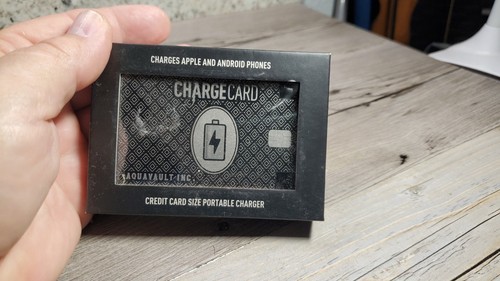 CHARGES APPLE AND ANDROID PHONES
CHARGECARD
AQUAVAULT INC.
CREDIT CARD SIZE PORTABLE CHARGER